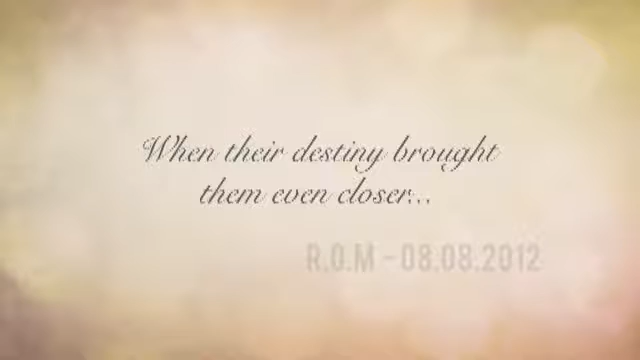 When their destiny brought
them even closer...
R.O.M - 08.08.2012